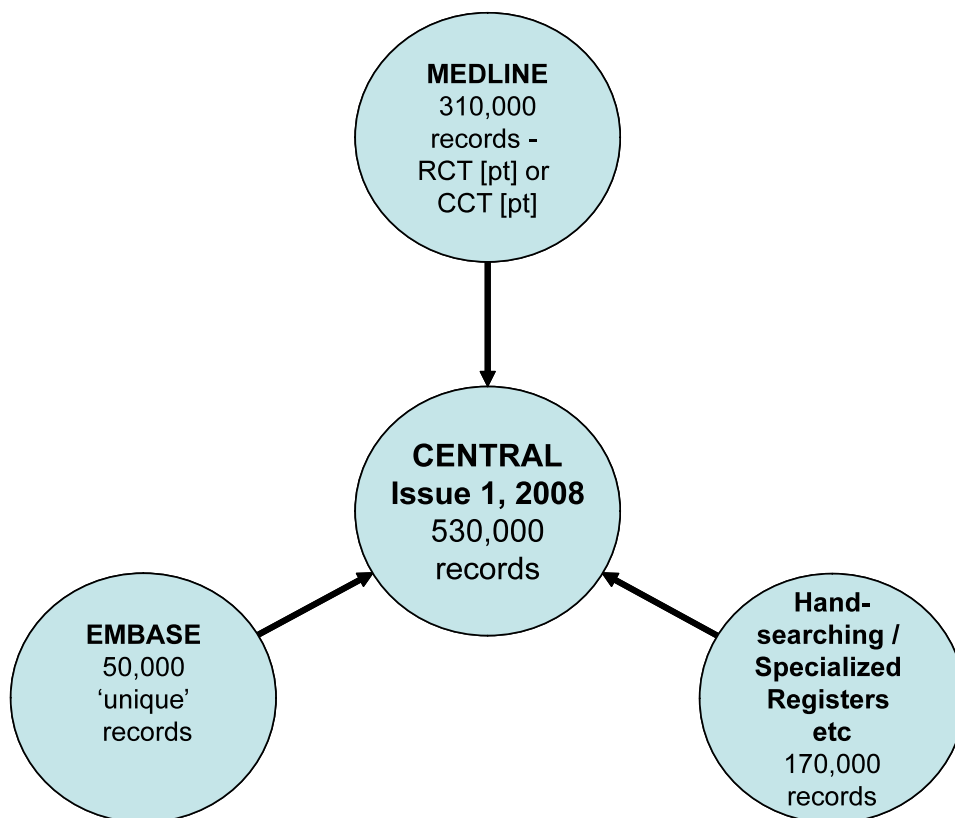 MEDLINE
310,000
records -
RCT [pt] or
CCT [pt]
CENTRAL
Issue 1, 2008
530,000
records
EMBASE
50,000
‘unique’
records
Hand-
searching /
Specialized
Registers
etc
170,000
records